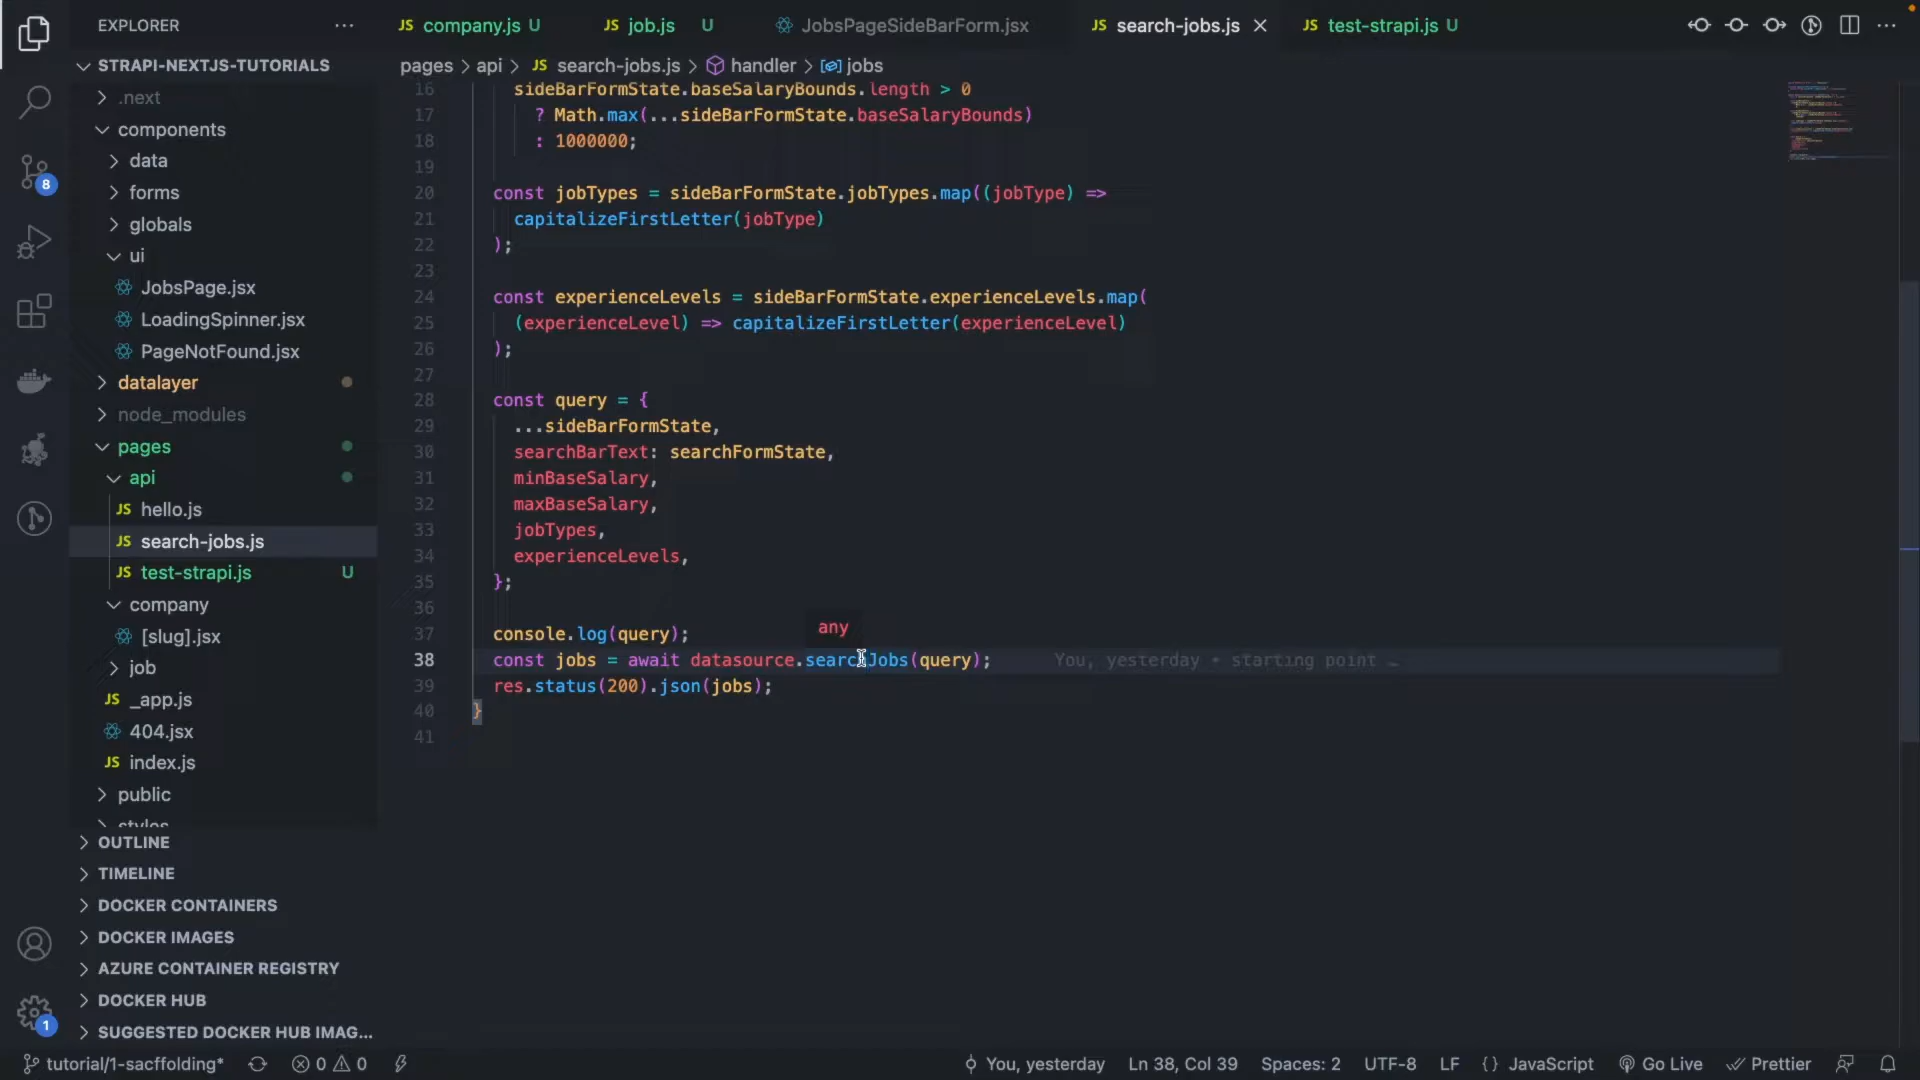 EXPLORER
company.js U
job.js U
JobsPageSideBarForm.jsx
search-jobs.js
test-strapi.js U
STRAPI-NEXTJS-TUTORIALS
.next
components
data
forms
globals
ui
JobsPage.jsx
LoadingSpinner.jsx
PageNotFound.jsx
datalayer
node_modules
pages
api
hello.js
search-jobs.js
test-strapi.js U
company
[slug].jsx
job
_app.js
404.jsx
index.js
public
styles
OUTLINE
TIMELINE
DOCKER CONTAINERS
DOCKER IMAGES
AZURE CONTAINER REGISTRY
DOCKER HUB
SUGGESTED DOCKER HUB IMAG...
8
1
pages > api > JS search-jobs.js > handler > jobs
16 sideBarFormState.baseSalaryBounds.length > 0
17 ? Math.max(...sideBarFormState.baseSalaryBounds)
18 : 1000000;
19
20 const jobTypes = sideBarFormState.jobTypes.map((jobType) =>
21 capitalizeFirstLetter(jobType)
22 );
23
24 const experienceLevels = sideBarFormState.experienceLevels.map(
25 (experienceLevel) => capitalizeFirstLetter(experienceLevel)
26 );
27
28 const query = {
29 ...sideBarFormState,
30 searchBarText: searchFormState,
31 minBaseSalary,
32 maxBaseSalary,
33 jobTypes,
34 experienceLevels,
35 };
36
37 console.log(query);
any
38 const jobs = await datasource.searchJobs(query); You, yesterday • starting point …
39 res.status(200).json(jobs);
40 }
41
tutorial/1-sacffolding* 0 0 You, yesterday Ln 38, Col 39 Spaces: 2 UTF-8 LF {} JavaScript Go Live Prettier